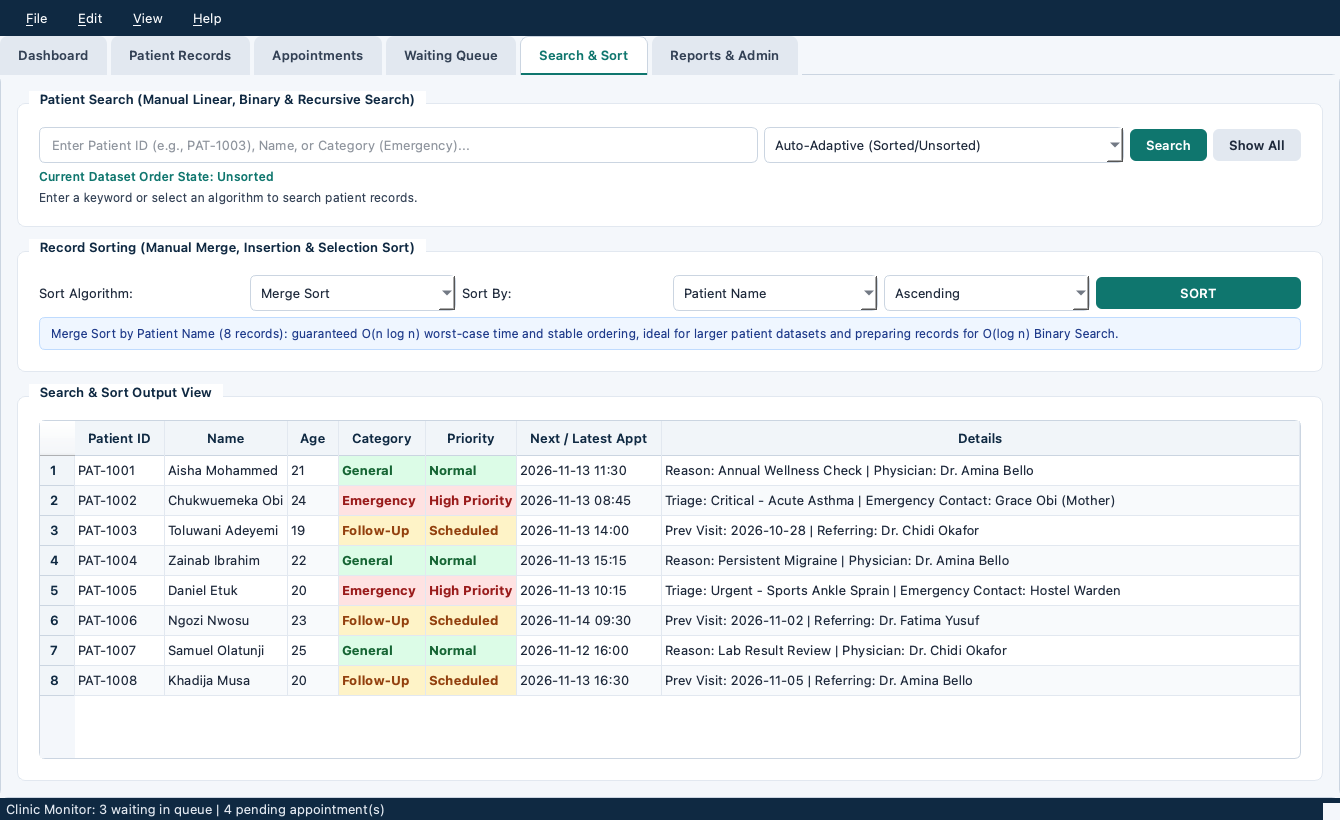 File Edit View Help
Dashboard Patient Records Appointments Waiting Queue Search & Sort Reports & Admin
Patient Search (Manual Linear, Binary & Recursive Search)
Enter Patient ID (e.g., PAT-1003), Name, or Category (Emergency)... Auto-Adaptive (Sorted/Unsorted) Search Show All
Current Dataset Order State: Unsorted
Enter a keyword or select an algorithm to search patient records.
Record Sorting (Manual Merge, Insertion & Selection Sort)
Sort Algorithm: Merge Sort Sort By: Patient Name Ascending SORT
Merge Sort by Patient Name (8 records): guaranteed O(n log n) worst-case time and stable ordering, ideal for larger patient datasets and preparing records for O(log n) Binary Search.
Search & Sort Output View
Patient ID Name Age Category Priority Next / Latest Appt Details
1 PAT-1001 Aisha Mohammed 21 General Normal 2026-11-13 11:30 Reason: Annual Wellness Check | Physician: Dr. Amina Bello
2 PAT-1002 Chukwuemeka Obi 24 Emergency High Priority 2026-11-13 08:45 Triage: Critical - Acute Asthma | Emergency Contact: Grace Obi (Mother)
3 PAT-1003 Toluwani Adeyemi 19 Follow-Up Scheduled 2026-11-13 14:00 Prev Visit: 2026-10-28 | Referring: Dr. Chidi Okafor
4 PAT-1004 Zainab Ibrahim 22 General Normal 2026-11-13 15:15 Reason: Persistent Migraine | Physician: Dr. Amina Bello
5 PAT-1005 Daniel Etuk 20 Emergency High Priority 2026-11-13 10:15 Triage: Urgent - Sports Ankle Sprain | Emergency Contact: Hostel Warden
6 PAT-1006 Ngozi Nwosu 23 Follow-Up Scheduled 2026-11-14 09:30 Prev Visit: 2026-11-02 | Referring: Dr. Fatima Yusuf
7 PAT-1007 Samuel Olatunji 25 General Normal 2026-11-12 16:00 Reason: Lab Result Review | Physician: Dr. Chidi Okafor
8 PAT-1008 Khadija Musa 20 Follow-Up Scheduled 2026-11-13 16:30 Prev Visit: 2026-11-05 | Referring: Dr. Amina Bello
Clinic Monitor: 3 waiting in queue | 4 pending appointment(s)